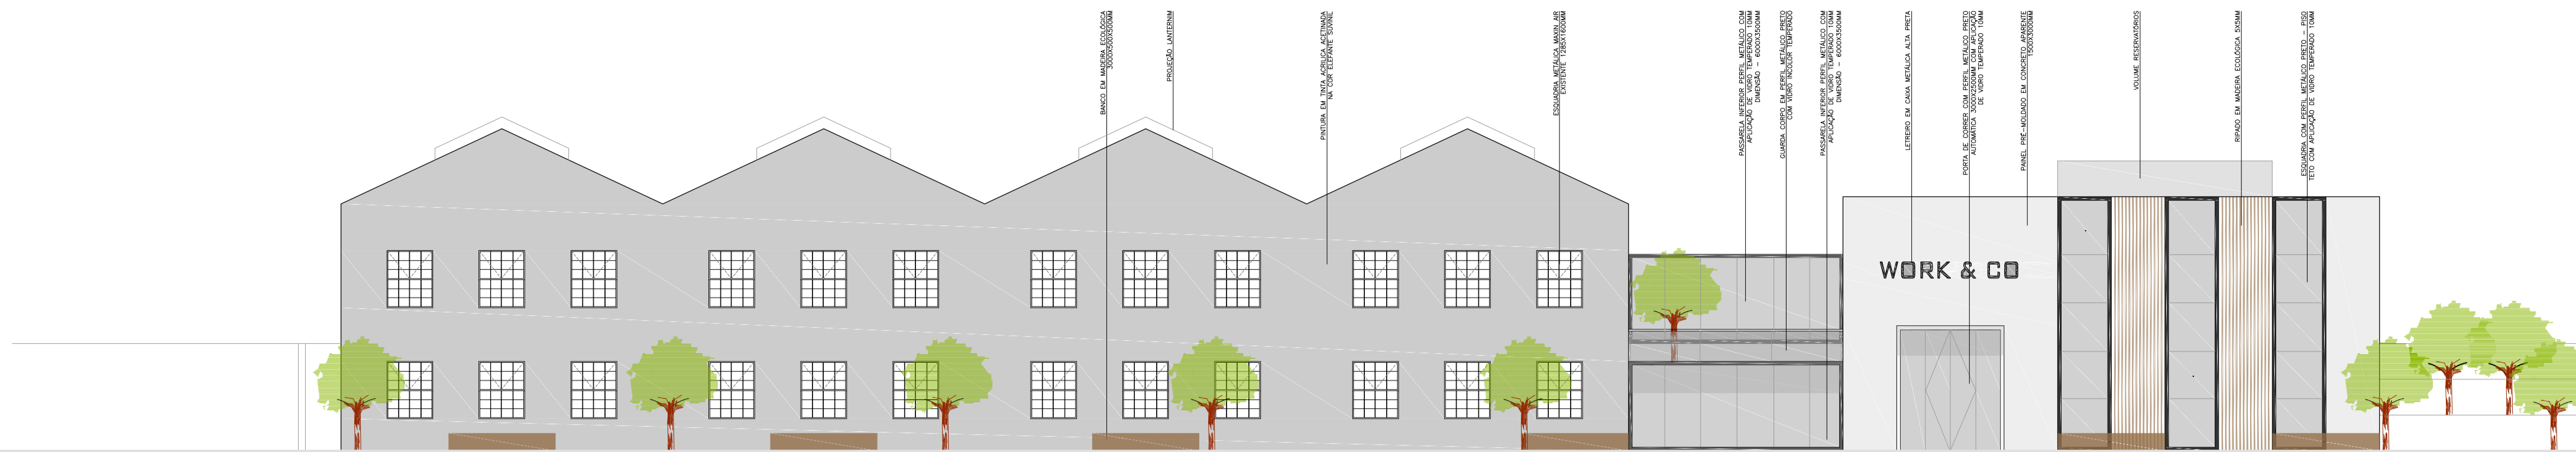 BANCO EM MADEIRA ECOLÓGICA
3000X500X500MM
PROJEÇÃO LANTERNIM
PINTURA EM TINTA ACRILICA ACETINADA
NA COR ELEFANTE SUVINIL
ESQUADRIA METÁLICA MAXIN AIR
EXISTENTE 1285X1600MM
PASSARELA INFERIOR PERFIL METÁLICO COM
APLICAÇÃO DE VIDRO TEMPERADO 10MM
DIMENSÃO - 6000X3500MM
GUARDA CORPO EM PERFIL METÁLICO PRETO
COM VIDRO INCOLOR TEMPERADO
PASSARELA INFERIOR PERFIL METÁLICO COM
APLICAÇÃO DE VIDRO TEMPERADO 10MM
DIMENSÃO - 6000X3500MM
LETREIRO EM CAIXA METÁLICA ALTA PRETA
PORTA DE CORRER COM PERFIL METÁLICO PRETO
AUTOMÁTICA 3000X2500MM COM APLICAÇÃO
DE VIDRO TEMPERADO 10MM
PAINEL PRÉ-MOLDADO EM CONCRETO APARENTE
1500X3000MM
VOLUME RESERVATÓRIOS
RIPADO EM MADEIRA ECOLÓGICA 5X5MM
ESQUADRIA COM PERFIL METÁLICO PRETO - PISO
TETO COM APLICAÇÃO DE VIDRO TEMPERADO 10MM
WORK & CO